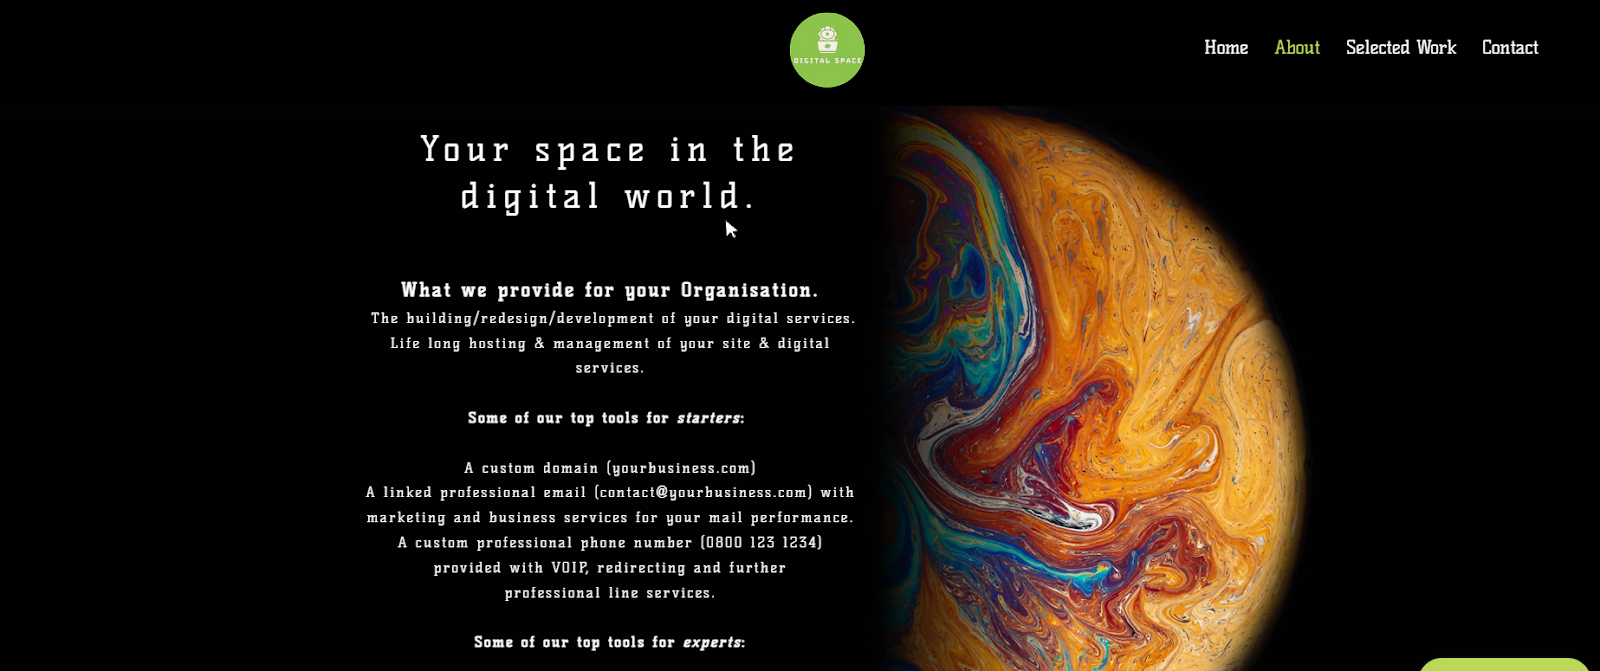 DIGITAL SPACE
Home About Selected Work Contact
Your space in the
digital world.
What we provide for your Organisation.
The building/redesign/development of your digital services.
Life long hosting & management of your site & digital
services.
Some of our top tools for starters:
A custom domain (yourbusiness.com)
A linked professional email (contact@yourbusiness.com) with
marketing and business services for your mail performance.
A custom professional phone number (0800 123 1234)
provided with VOIP, redirecting and further
professional line services.
Some of our top tools for experts: